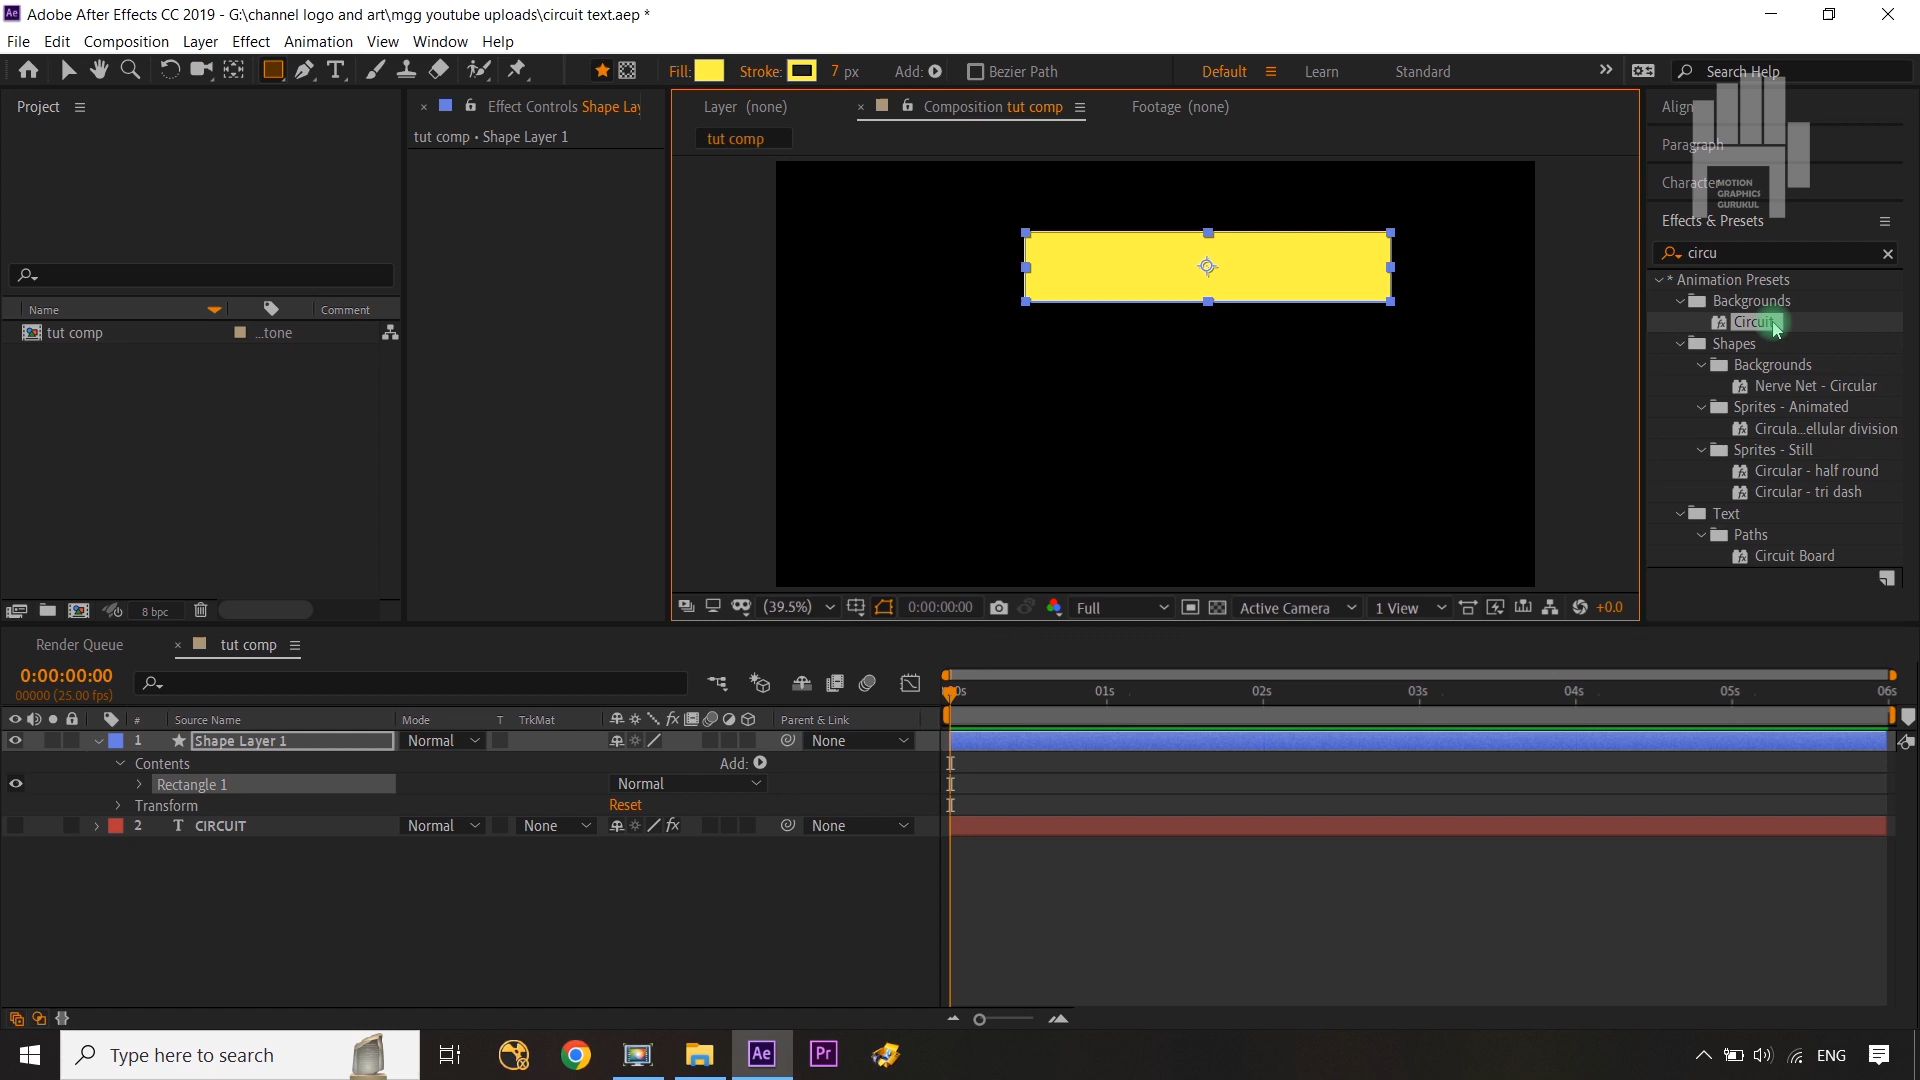 Adobe After Effects CC 2019 - G:\channel logo and art\mgg youtube uploads\circuit text.aep *
File Edit Composition Layer Effect Animation View Window Help
Fill: Stroke: 7 px Add: Bezier Path Default Learn Standard Search Help
Project
Effect Controls Shape Lay
Layer (none)
Composition tut comp
Footage (none)
Align
tut comp • Shape Layer 1
tut comp
Paragraph
Character
MOTION
GRAPHICS
GURUKUL
Effects & Presets
circu
* Animation Presets
Backgrounds
Circuit
Shapes
Backgrounds
Nerve Net - Circular
Sprites - Animated
Circula...ellular division
Sprites - Still
Circular - half round
Circular - tri dash
Text
Paths
Circuit Board
Name Comment
tut comp ...tone
8 bpc
(39.5%) 0:00:00:00 Full Active Camera 1 View +0.0
Render Queue tut comp
0:00:00:00
00000 (25.00 fps)
00s 01s 02s 03s 04s 05s 06s
# Source Name Mode T TrkMat fx Parent & Link
1 Shape Layer 1 Normal None
Contents Add:
Rectangle 1 Normal
Transform Reset
2 T CIRCUIT Normal None fx None
Type here to search Ae Pr ENG